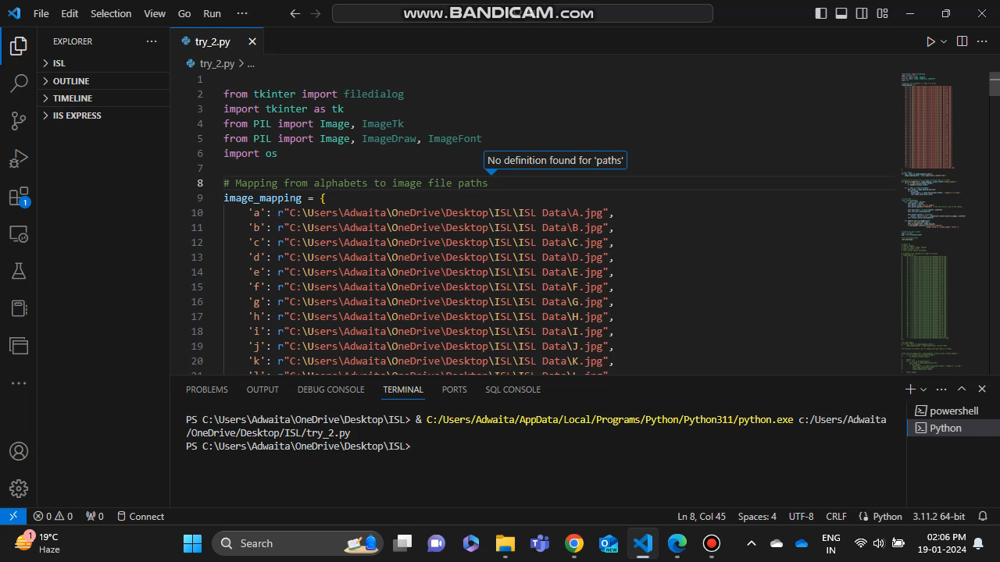 File Edit Selection View Go Run ···
www.BANDICAM.com
EXPLORER
ISL
OUTLINE
TIMELINE
IIS EXPRESS
1
try_2.py
try_2.py > ...
1
2 from tkinter import filedialog
3 import tkinter as tk
4 from PIL import Image, ImageTk
5 from PIL import Image, ImageDraw, ImageFont
6 import os
7
No definition found for 'paths'
8 # Mapping from alphabets to image file paths
9 image_mapping = {
10 'a': r"C:\Users\Adwaita\OneDrive\Desktop\ISL\ISL Data\A.jpg",
11 'b': r"C:\Users\Adwaita\OneDrive\Desktop\ISL\ISL Data\B.jpg",
12 'c': r"C:\Users\Adwaita\OneDrive\Desktop\ISL\ISL Data\C.jpg",
13 'd': r"C:\Users\Adwaita\OneDrive\Desktop\ISL\ISL Data\D.jpg",
14 'e': r"C:\Users\Adwaita\OneDrive\Desktop\ISL\ISL Data\E.jpg",
15 'f': r"C:\Users\Adwaita\OneDrive\Desktop\ISL\ISL Data\F.jpg",
16 'g': r"C:\Users\Adwaita\OneDrive\Desktop\ISL\ISL Data\G.jpg",
17 'h': r"C:\Users\Adwaita\OneDrive\Desktop\ISL\ISL Data\H.jpg",
18 'i': r"C:\Users\Adwaita\OneDrive\Desktop\ISL\ISL Data\I.jpg",
19 'j': r"C:\Users\Adwaita\OneDrive\Desktop\ISL\ISL Data\J.jpg",
20 'k': r"C:\Users\Adwaita\OneDrive\Desktop\ISL\ISL Data\K.jpg",
PROBLEMS OUTPUT DEBUG CONSOLE TERMINAL PORTS SQL CONSOLE
PS C:\Users\Adwaita\OneDrive\Desktop\ISL> & C:/Users/Adwaita/AppData/Local/Programs/Python/Python311/python.exe c:/Users/Adwaita
/OneDrive/Desktop/ISL/try_2.py
PS C:\Users\Adwaita\OneDrive\Desktop\ISL>
powershell
Python
0 0 0 Connect
Ln 8, Col 45 Spaces: 4 UTF-8 CRLF Python 3.11.2 64-bit
1
19°C
Haze
Search
NEW
ENG
IN
02:06 PM
19-01-2024